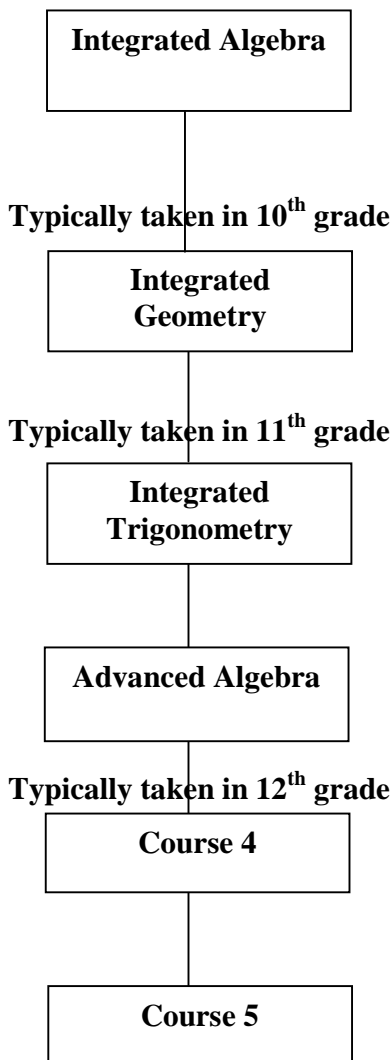 Integrated Algebra
Typically taken in 10th grade
Integrated
Geometry
Typically taken in 11th grade
Integrated
Trigonometry
Advanced Algebra
Typically taken in 12th grade
Course 4
Course 5